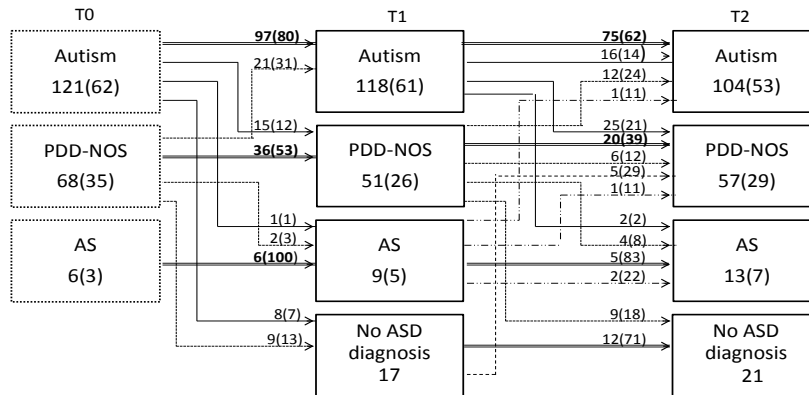 T0
T1
T2
97(80)
75(62)
Autism
121(62)
21(31)
Autism
118(61)
16(14)
12(24)
1(11)
Autism
104(53)
15(12)
25(21)
PDD-NOS
68(35)
36(53)
PDD-NOS
51(26)
20(39)
6(12)
5(29)
1(11)
PDD-NOS
57(29)
AS
6(3)
1(1)
2(3)
6(100)
AS
9(5)
2(2)
4(8)
5(83)
2(22)
AS
13(7)
8(7)
9(13)
No ASD
diagnosis
17
9(18)
12(71)
No ASD
diagnosis
21